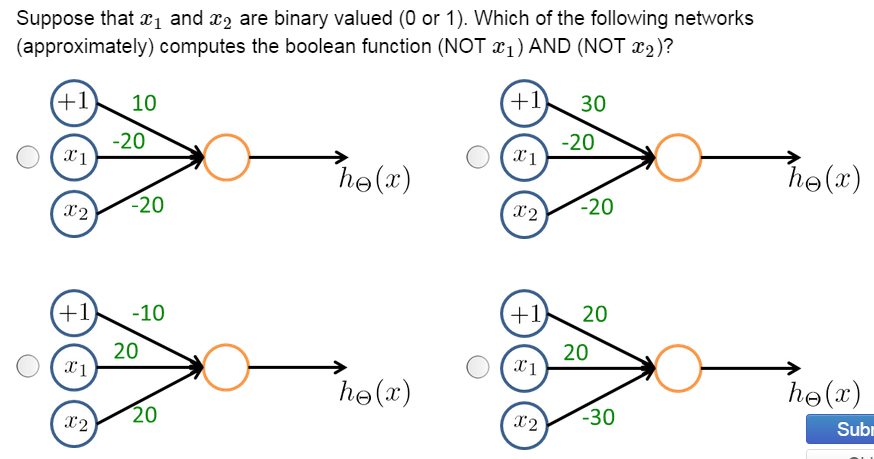 Suppose that x₁ and x₂ are binary valued (0 or 1). Which of the following networks
(approximately) computes the boolean function (NOT x₁) AND (NOT x₂)?
+1 10
-20
x₁
hΘ(x)
x₂ -20
+1 30
-20
x₁
hΘ(x)
x₂ -20
+1 -10
20
x₁
hΘ(x)
x₂ 20
+1 20
20
x₁
hΘ(x)
x₂ -30
Subr